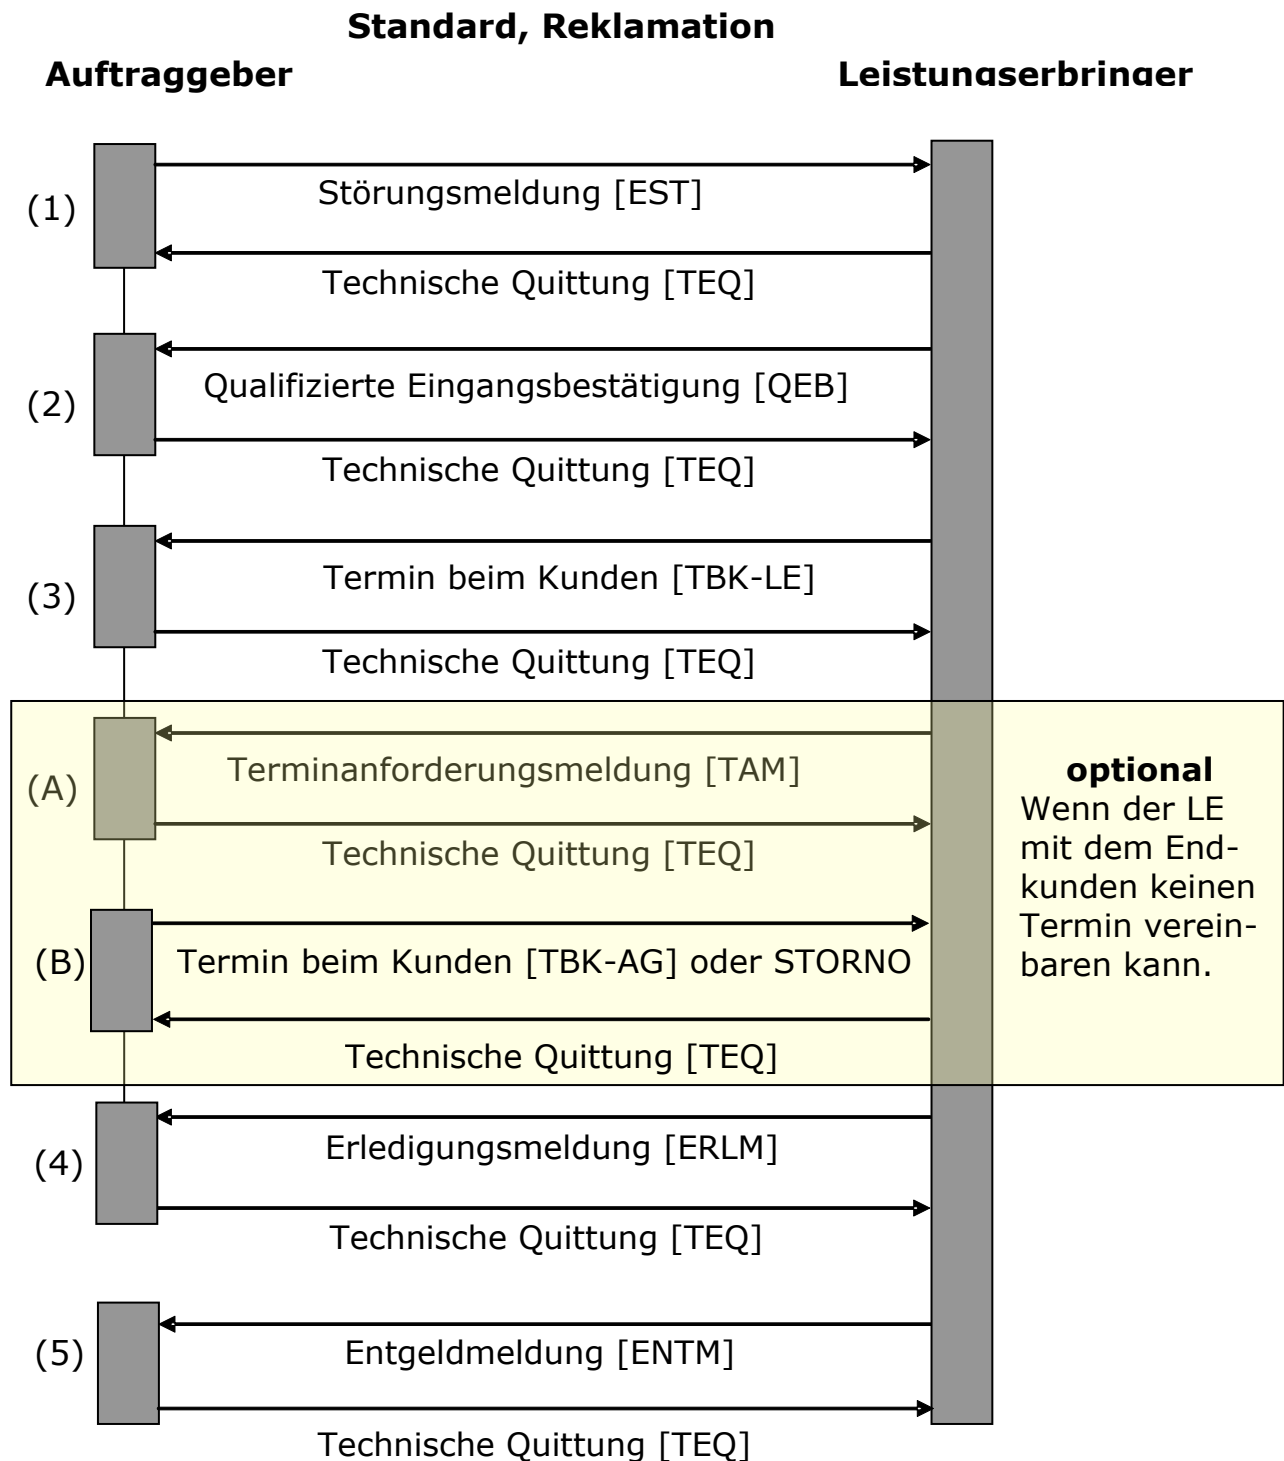 Standard, Reklamation
Auftraggeber
Leistungserbringer
(1)
Störungsmeldung [EST]
Technische Quittung [TEQ]
(2)
Qualifizierte Eingangsbestätigung [QEB]
Technische Quittung [TEQ]
(3)
Termin beim Kunden [TBK-LE]
Technische Quittung [TEQ]
(A)
Terminanforderungsmeldung [TAM]
Technische Quittung [TEQ]
(B)
Termin beim Kunden [TBK-AG] oder STORNO
Technische Quittung [TEQ]
optional
Wenn der LE
mit dem End-
kunden keinen
Termin verein-
baren kann.
(4)
Erledigungsmeldung [ERLM]
Technische Quittung [TEQ]
(5)
Entgeldmeldung [ENTM]
Technische Quittung [TEQ]